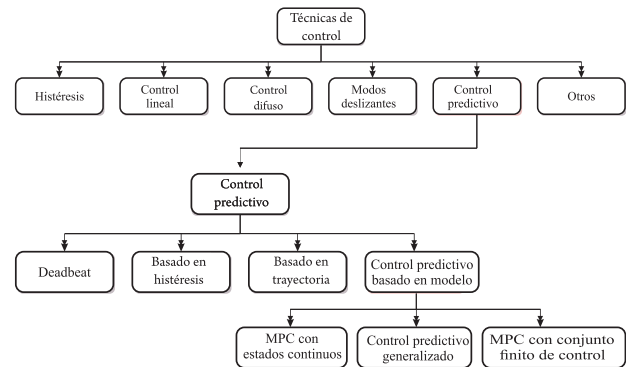 Técnicas de
control
Histéresis
Control
lineal
Control
difuso
Modos
deslizantes
Control
predictivo
Otros
Control
predictivo
Deadbeat
Basado en
histéresis
Basado en
trayectoria
Control predictivo
basado en modelo
MPC con
estados continuos
Control predictivo
generalizado
MPC con conjunto
finito de control